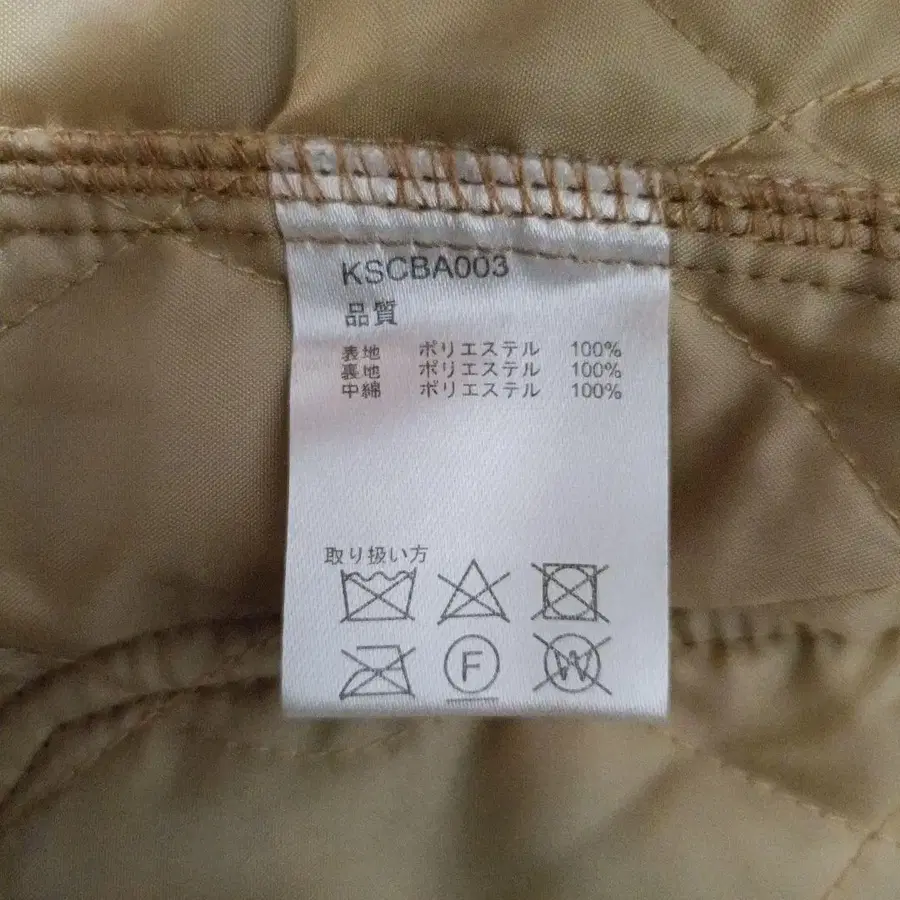 KSCBA003
品質
表地 ポリエステル 100%
裏地 ポリエステル 100%
中綿 ポリエステル 100%
取り扱い方
F W